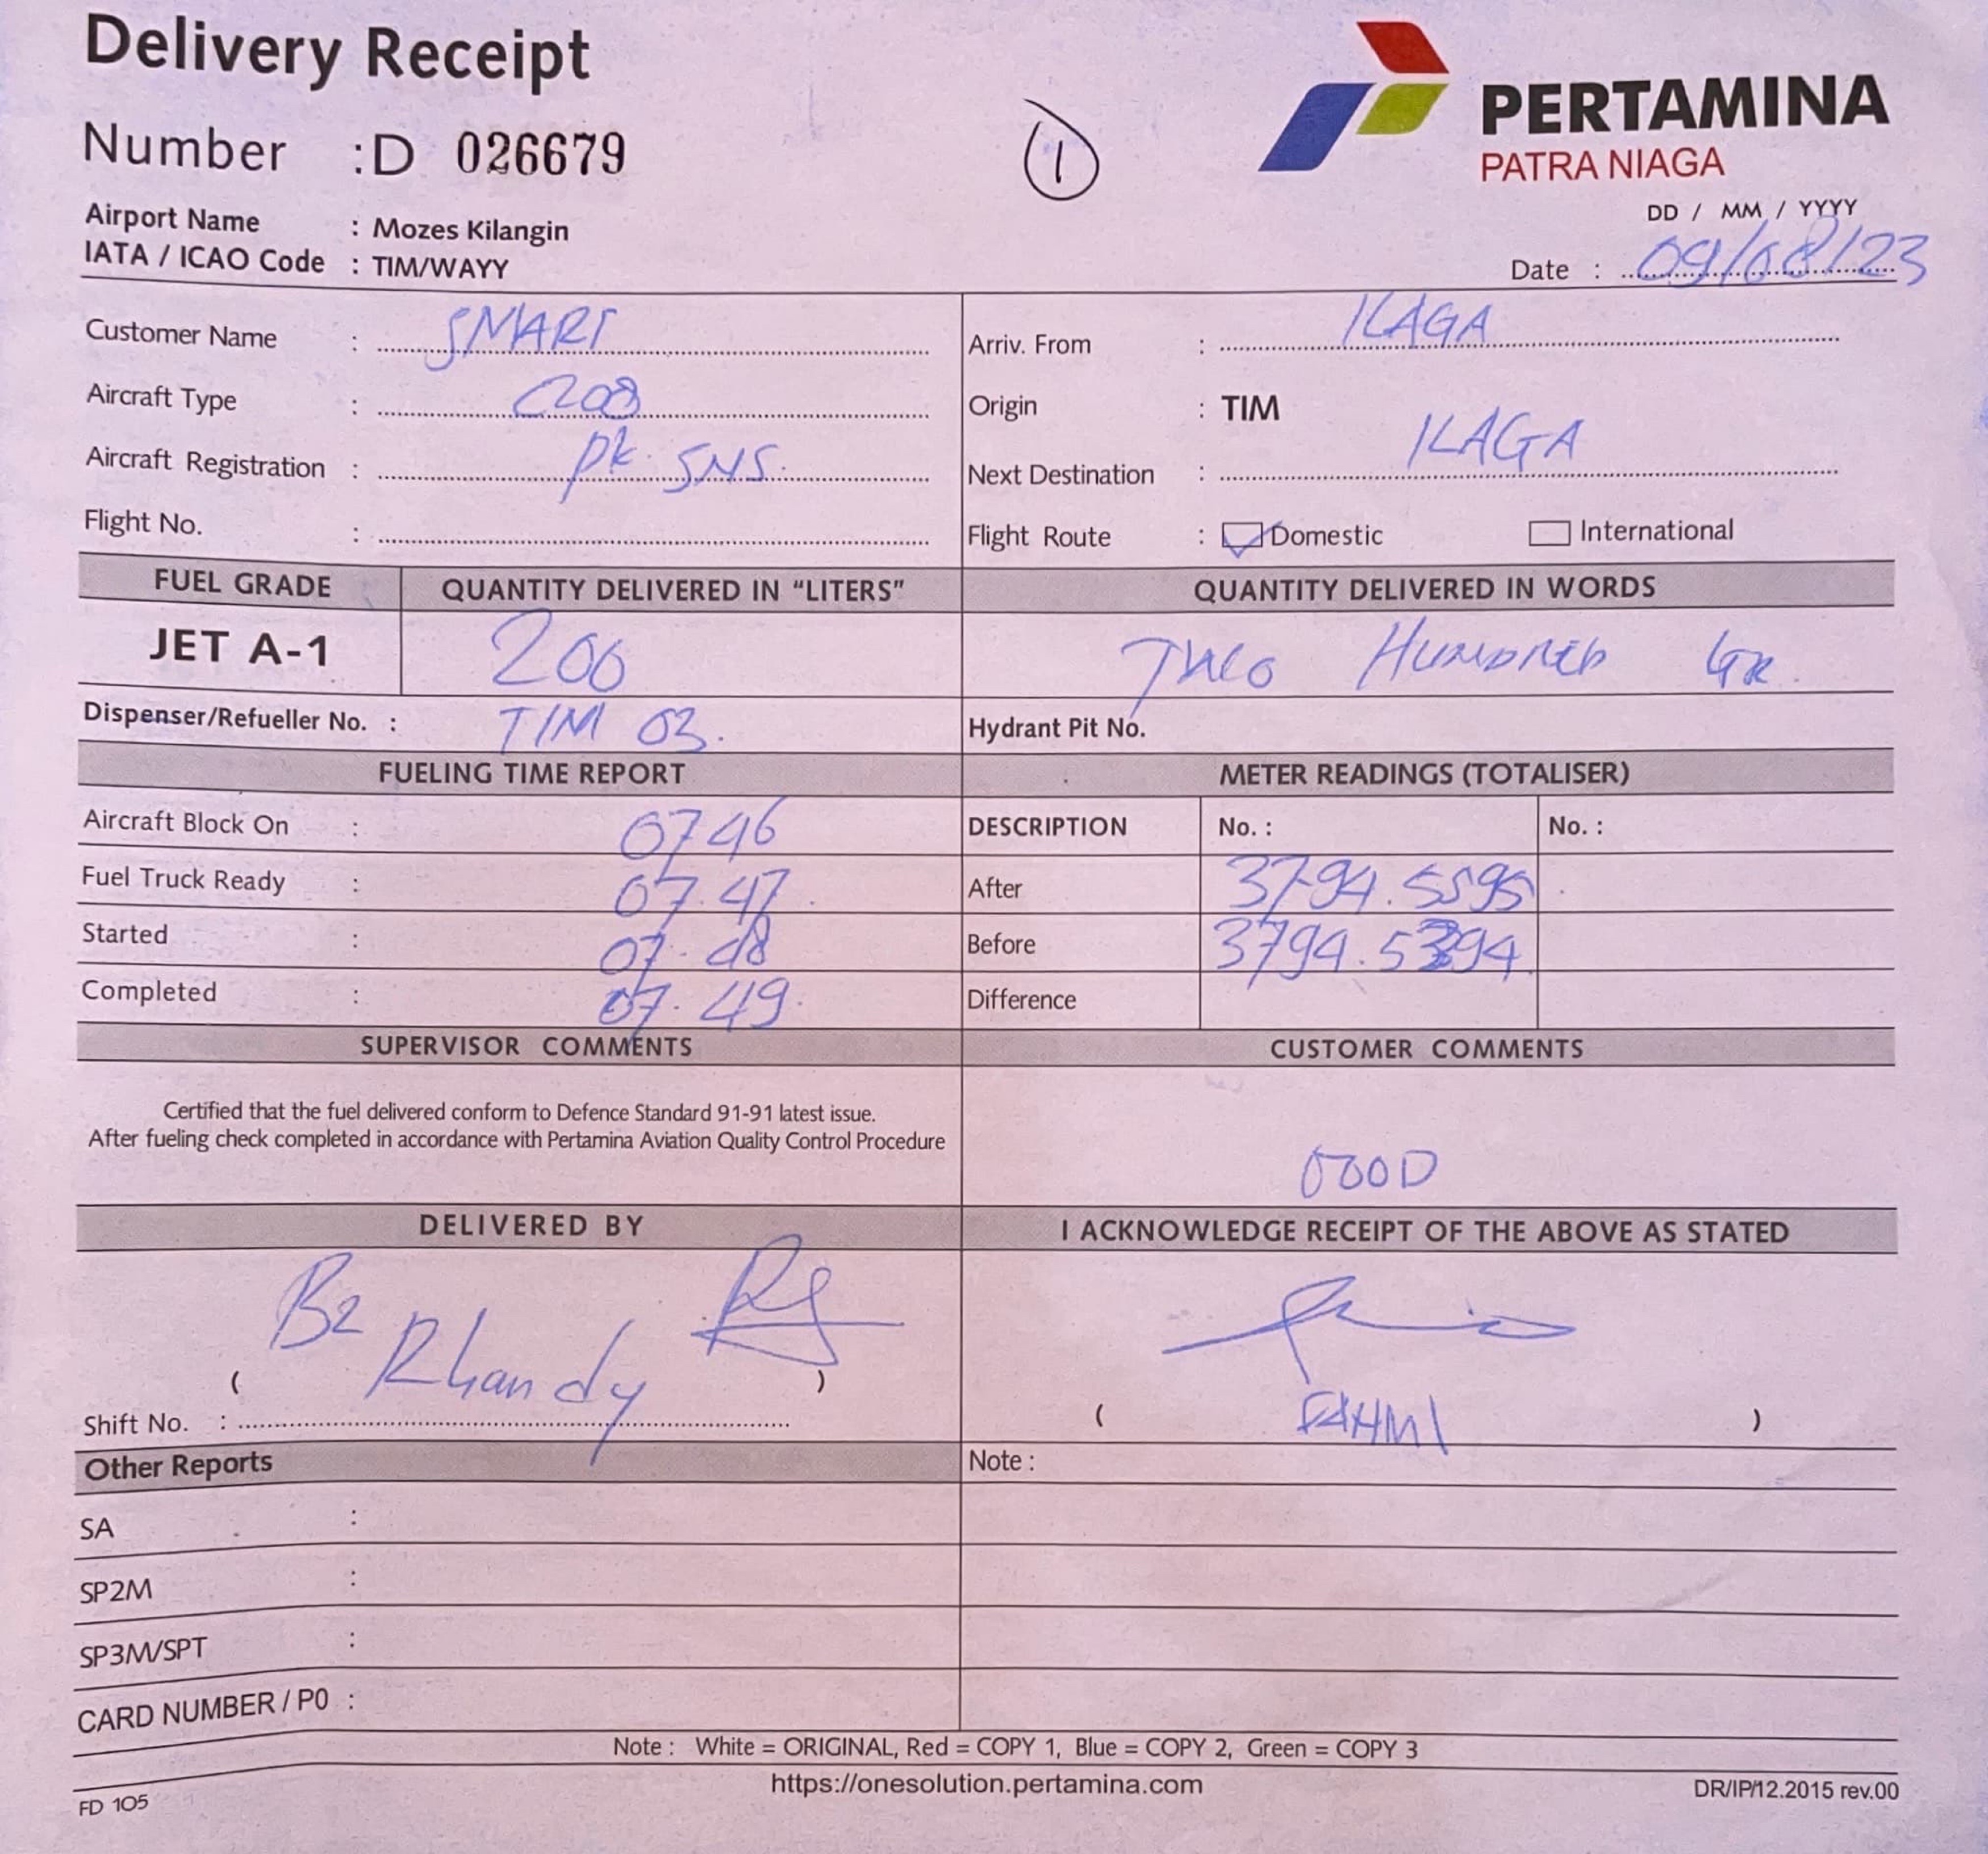 Delivery Receipt
Number : D 026679
1
PERTAMINA
PATRA NIAGA
Airport Name : Mozes Kilangin
IATA / ICAO Code : TIM/WAYY
DD / MM / YYYY
Date : 09/08/23
Customer Name : SMART
Arriv. From : ILAGA
Aircraft Type : C208
Origin : TIM
Aircraft Registration : PK. SNS.
Next Destination : ILAGA
Flight No. :
Flight Route : Domestic International
FUEL GRADE QUANTITY DELIVERED IN “LITERS” QUANTITY DELIVERED IN WORDS
JET A-1 200 TWO HUNDRED
Dispenser/Refueller No. : TIM 03. Hydrant Pit No.
FUELING TIME REPORT METER READINGS (TOTALISER)
Aircraft Block On : 0746 DESCRIPTION No. : No. :
Fuel Truck Ready : 07.47 After 3794.5595
Started : 07.48 Before
Completed : 07.49 Difference
SUPERVISOR COMMENTS CUSTOMER COMMENTS
Certified that the fuel delivered conform to Defence Standard 91-91 latest issue.
After fueling check completed in accordance with Pertamina Aviation Quality Control Procedure
DELIVERED BY I ACKNOWLEDGE RECEIPT OF THE ABOVE AS STATED
B2
( Rhandy )
( FAHMI )
Shift No. :
Other Reports Note :
SA :
SP2M :
SP3M/SPT :
CARD NUMBER / P0 :
Note : White = ORIGINAL, Red = COPY 1, Blue = COPY 2, Green = COPY 3
https://onesolution.pertamina.com
FD 105
DR/IP/12.2015 rev.00